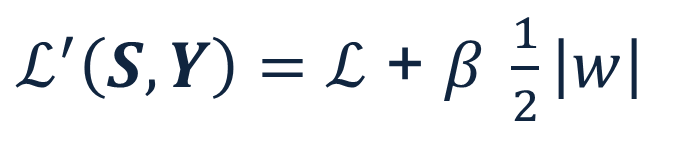 ℒ′(S, Y) = ℒ + β 1/2 |w|